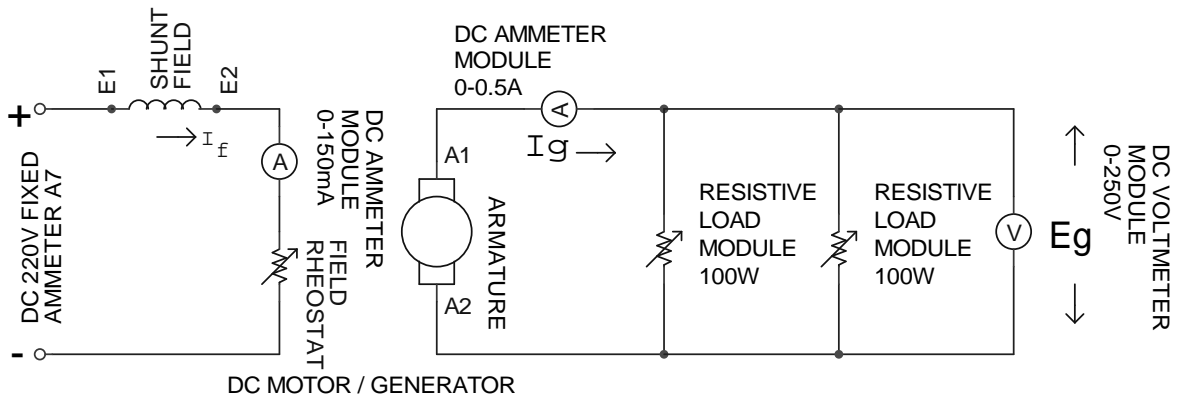 +
-
DC 220V FIXED
AMMETER A7
E1
SHUNT
FIELD
E2
I f
A
DC AMMETER
MODULE
0-150mA
FIELD
RHEOSTAT
DC AMMETER
MODULE
0-0.5A
A
Ig
A1
A2
ARMATURE
RESISTIVE
LOAD
MODULE
100W
RESISTIVE
LOAD
MODULE
100W
V
Eg
DC VOLTMETER
MODULE
0-250V
DC MOTOR / GENERATOR